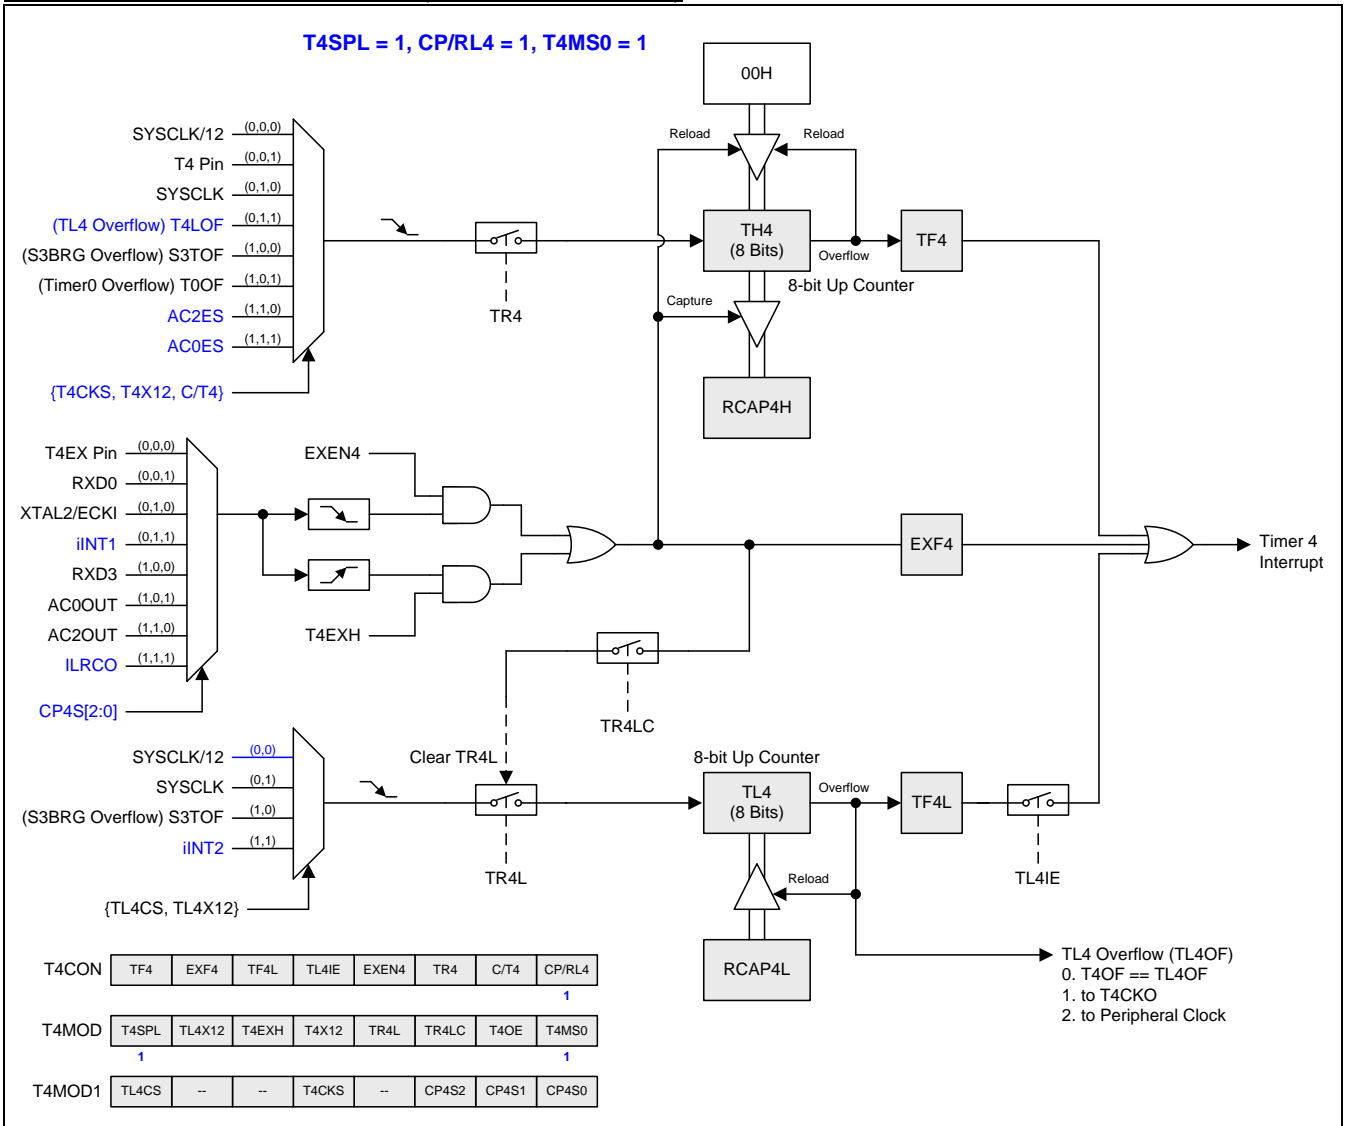 T4SPL = 1, CP/RL4 = 1, T4MS0 = 1
00H
Reload
Reload
SYSCLK/12 (0,0,0)
T4 Pin (0,0,1)
SYSCLK (0,1,0)
(TL4 Overflow) T4LOF (0,1,1)
(S3BRG Overflow) S3TOF (1,0,0)
(Timer0 Overflow) T0OF (1,0,1)
AC2ES (1,1,0)
AC0ES (1,1,1)
{T4CKS, T4X12, C/T4}
TR4
TH4
(8 Bits)
Overflow
TF4
8-bit Up Counter
Capture
RCAP4H
T4EX Pin (0,0,0)
RXD0 (0,0,1)
XTAL2/ECKI (0,1,0)
iINT1 (0,1,1)
RXD3 (1,0,0)
AC0OUT (1,0,1)
AC2OUT (1,1,0)
ILRCO (1,1,1)
CP4S[2:0]
EXEN4
T4EXH
EXF4
Timer 4
Interrupt
TR4LC
Clear TR4L
SYSCLK/12 (0,0)
SYSCLK (0,1)
(S3BRG Overflow) S3TOF (1,0)
iINT2 (1,1)
{TL4CS, TL4X12}
TR4L
8-bit Up Counter
TL4
(8 Bits)
Overflow
TF4L
TL4IE
Reload
RCAP4L
TL4 Overflow (TL4OF)
0. T4OF == TL4OF
1. to T4CKO
2. to Peripheral Clock
T4CON TF4 EXF4 TF4L TL4IE EXEN4 TR4 C/T4 CP/RL4
1
T4MOD T4SPL TL4X12 T4EXH T4X12 TR4L TR4LC T4OE T4MS0
1 1
T4MOD1 TL4CS -- -- T4CKS -- CP4S2 CP4S1 CP4S0